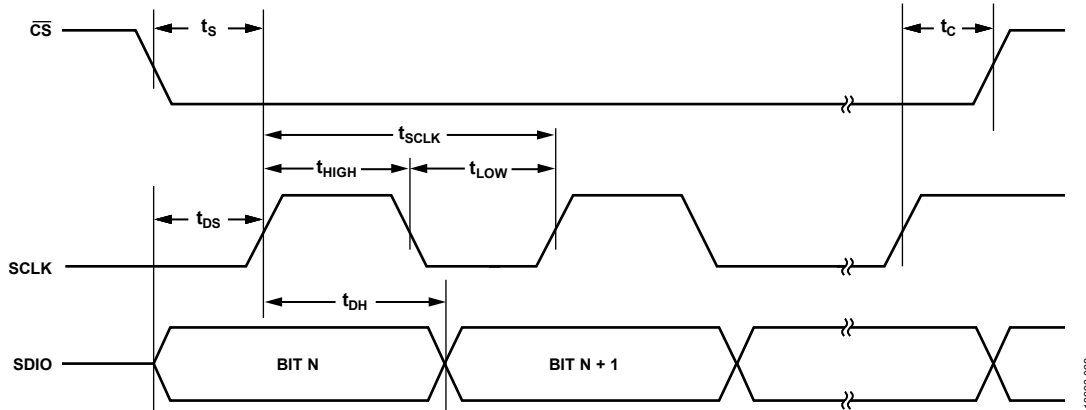 CS
tS
tC
tSCLK
tHIGH
tLOW
tDS
SCLK
tDH
SDIO
BIT N
BIT N + 1